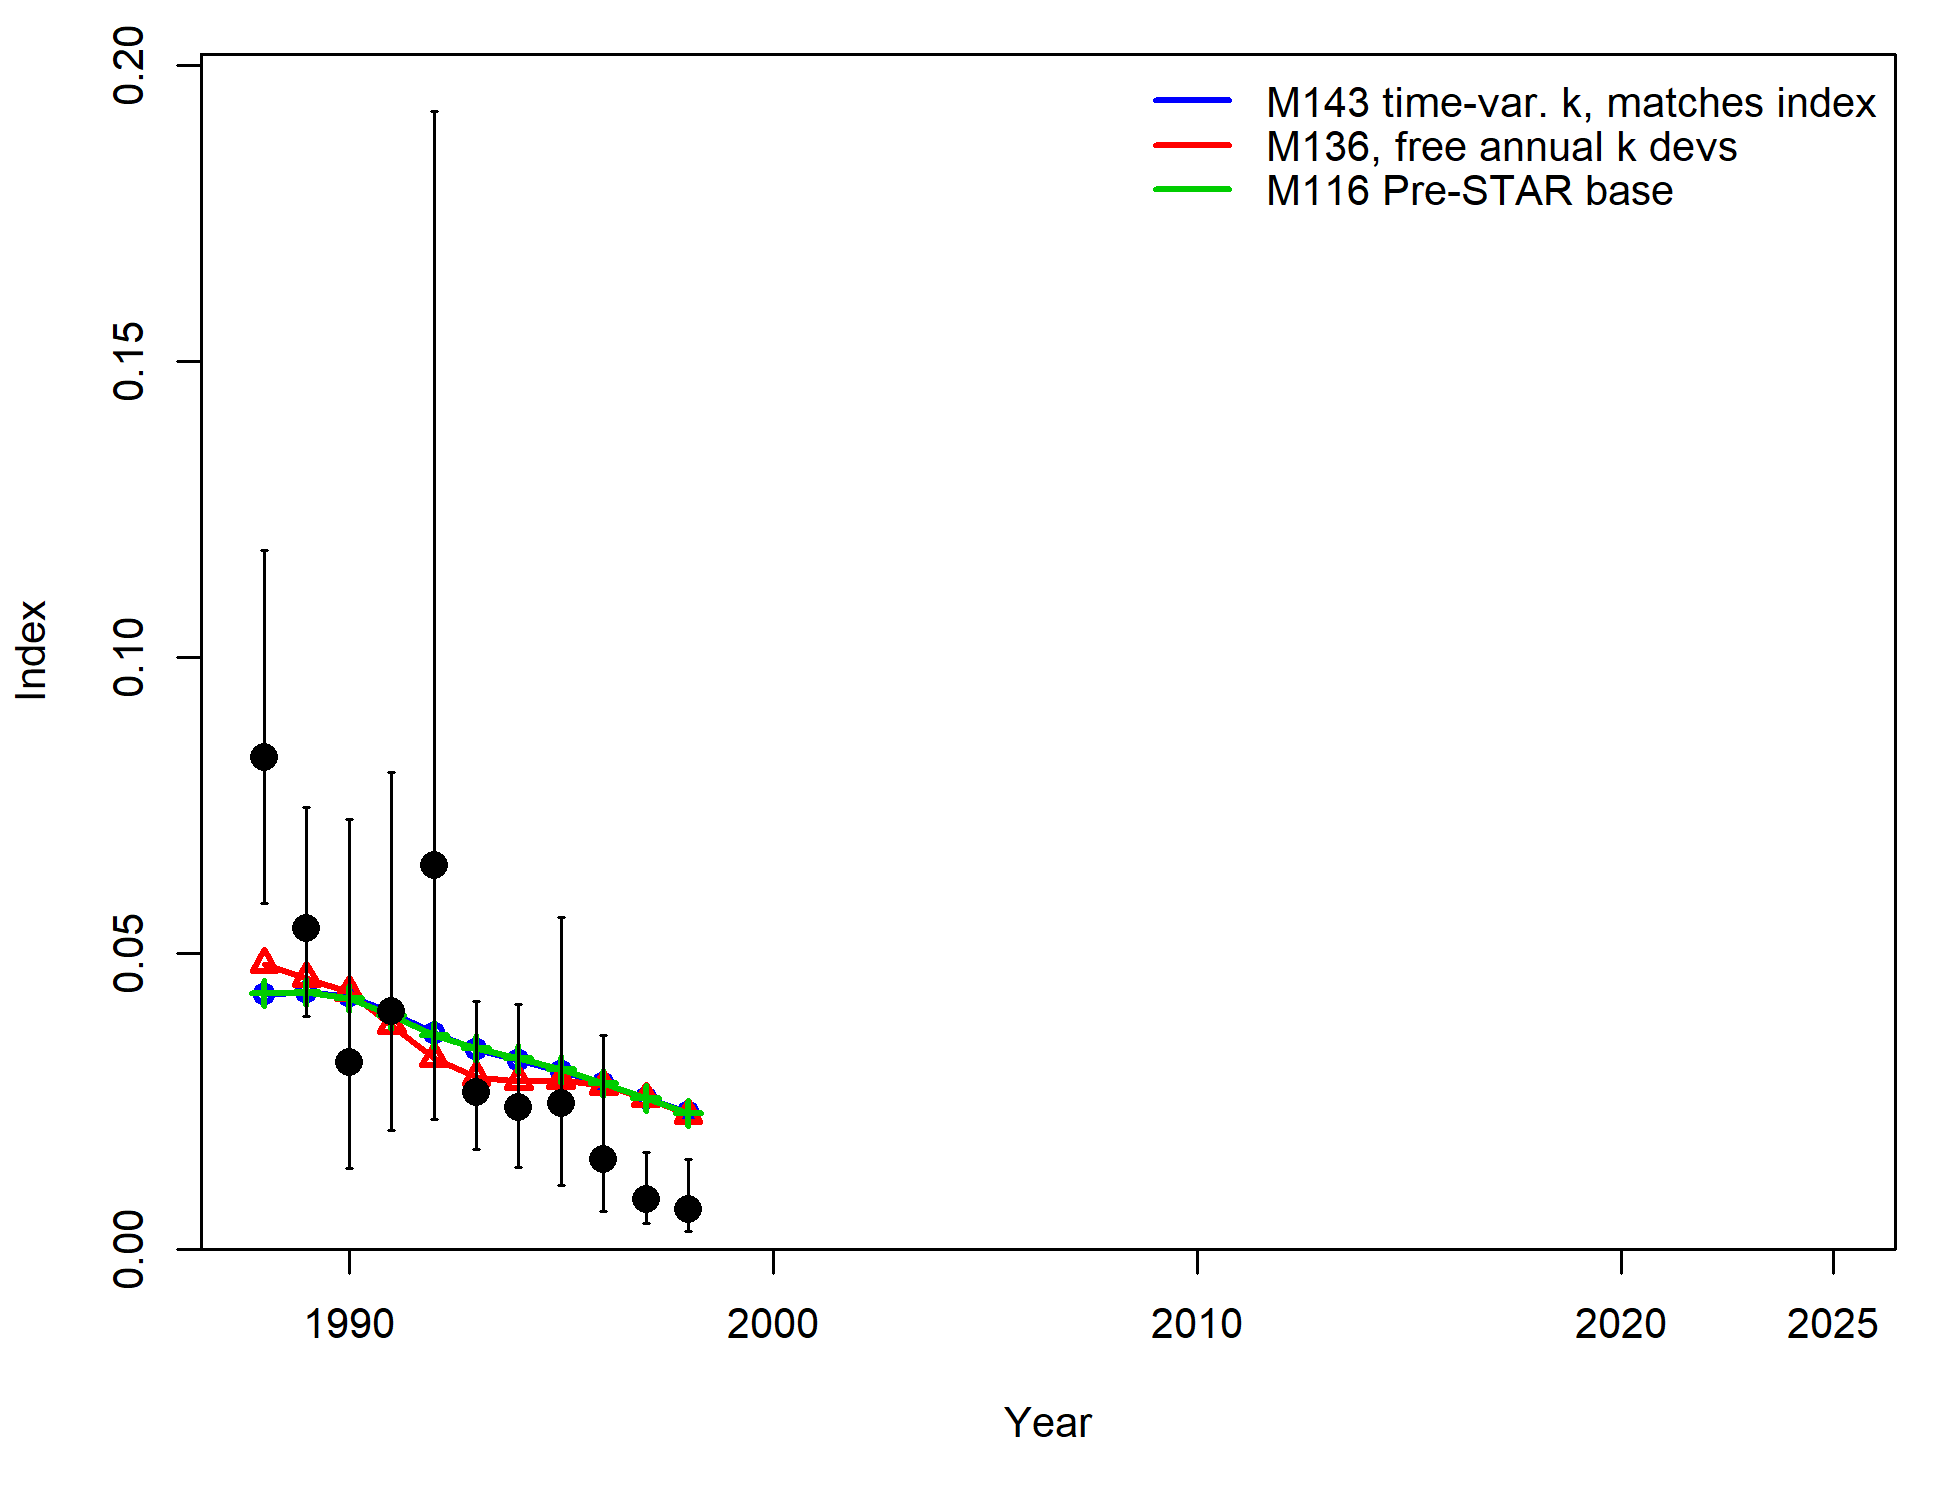 0.20
0.15
0.10
0.05
0.00
Index
M143 time-var. k, matches index
M136, free annual k devs
M116 Pre-STAR base
1990
2000
2010
2020
2025
Year